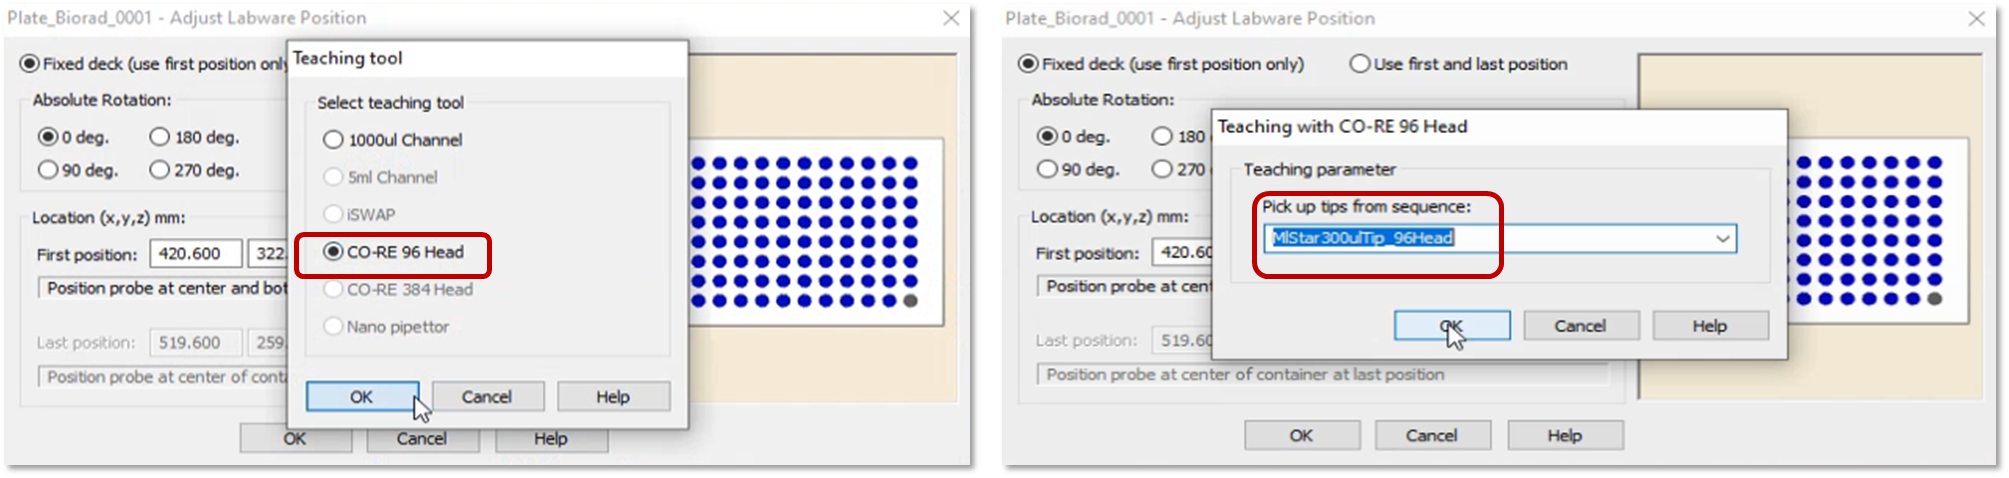 Plate_Biorad_0001 - Adjust Labware Position
Fixed deck (use first position only
Absolute Rotation:
0 deg.
180 deg.
90 deg.
270 deg.
Location (x,y,z) mm:
First position:
420.600
322.
Position probe at center and bot
Last position:
519.600
259.
Position probe at center of conta
OK
Cancel
Help
Teaching tool
Select teaching tool
1000ul Channel
5ml Channel
iSWAP
CO-RE 96 Head
CO-RE 384 Head
Nano pipettor
OK
Cancel
Help
Plate_Biorad_0001 - Adjust Labware Position
Fixed deck (use first position only)
Use first and last position
Absolute Rotation:
0 deg.
180
90 deg.
270
Location (x,y,z) mm:
First position:
420.60
Position probe at cent
Last position:
519.60
Position probe at center of container at last position
OK
Cancel
Help
Teaching with CO-RE 96 Head
Teaching parameter
Pick up tips from sequence:
MlStar300ulTip_96Head
OK
Cancel
Help